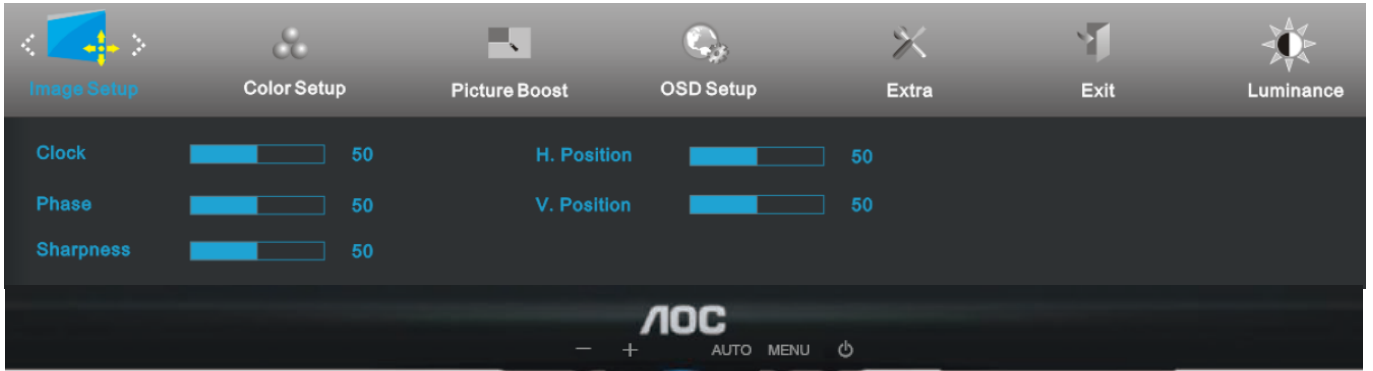 Image Setup Color Setup Picture Boost OSD Setup Extra Exit Luminance
Clock 50 H. Position 50
Phase 50 V. Position 50
Sharpness 50
AOC
− + AUTO MENU